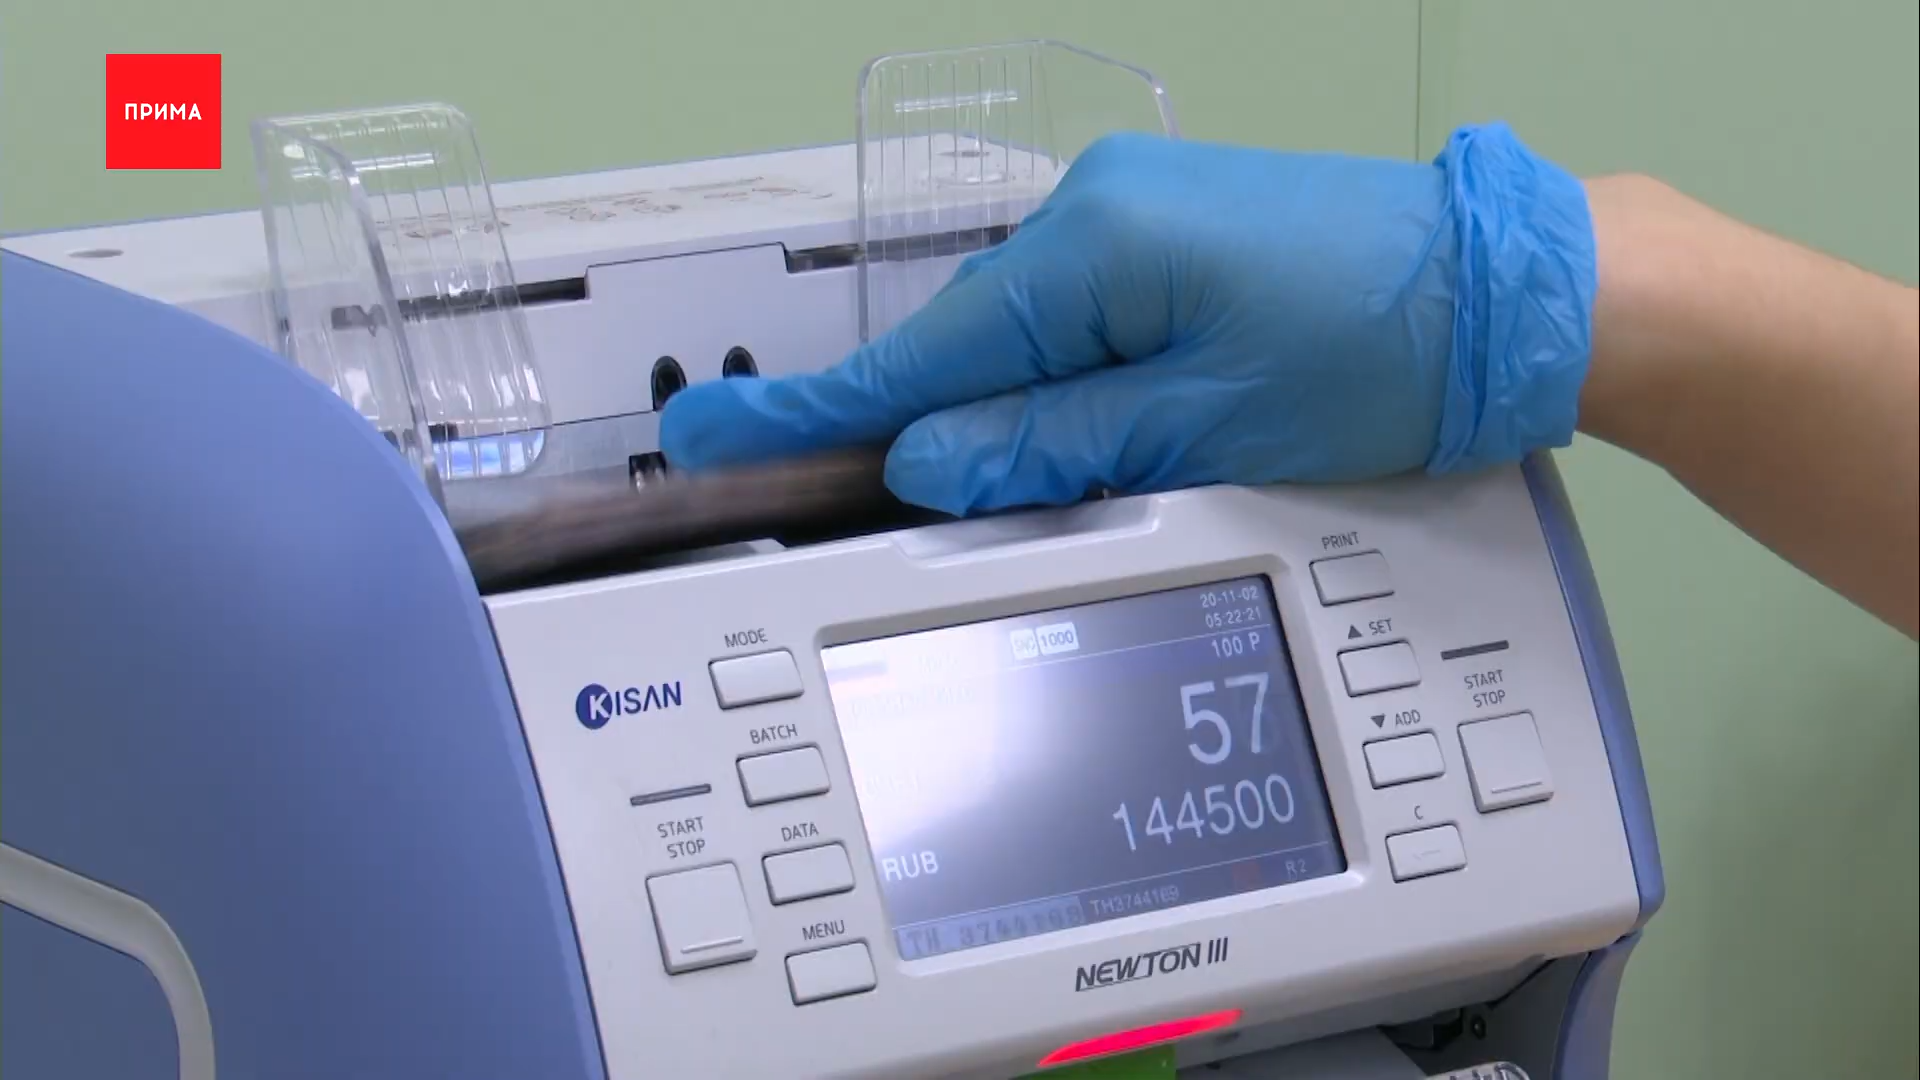 ПРИМА
PRINT
▲ SET
START
STOP
▼ ADD
C
MODE
KISAN
BATCH
START
STOP
DATA
MENU
20-11-02
05:22:21
SNO 1000
100 P
57
144500
RUB
R2
TH3744169
NEWTON III